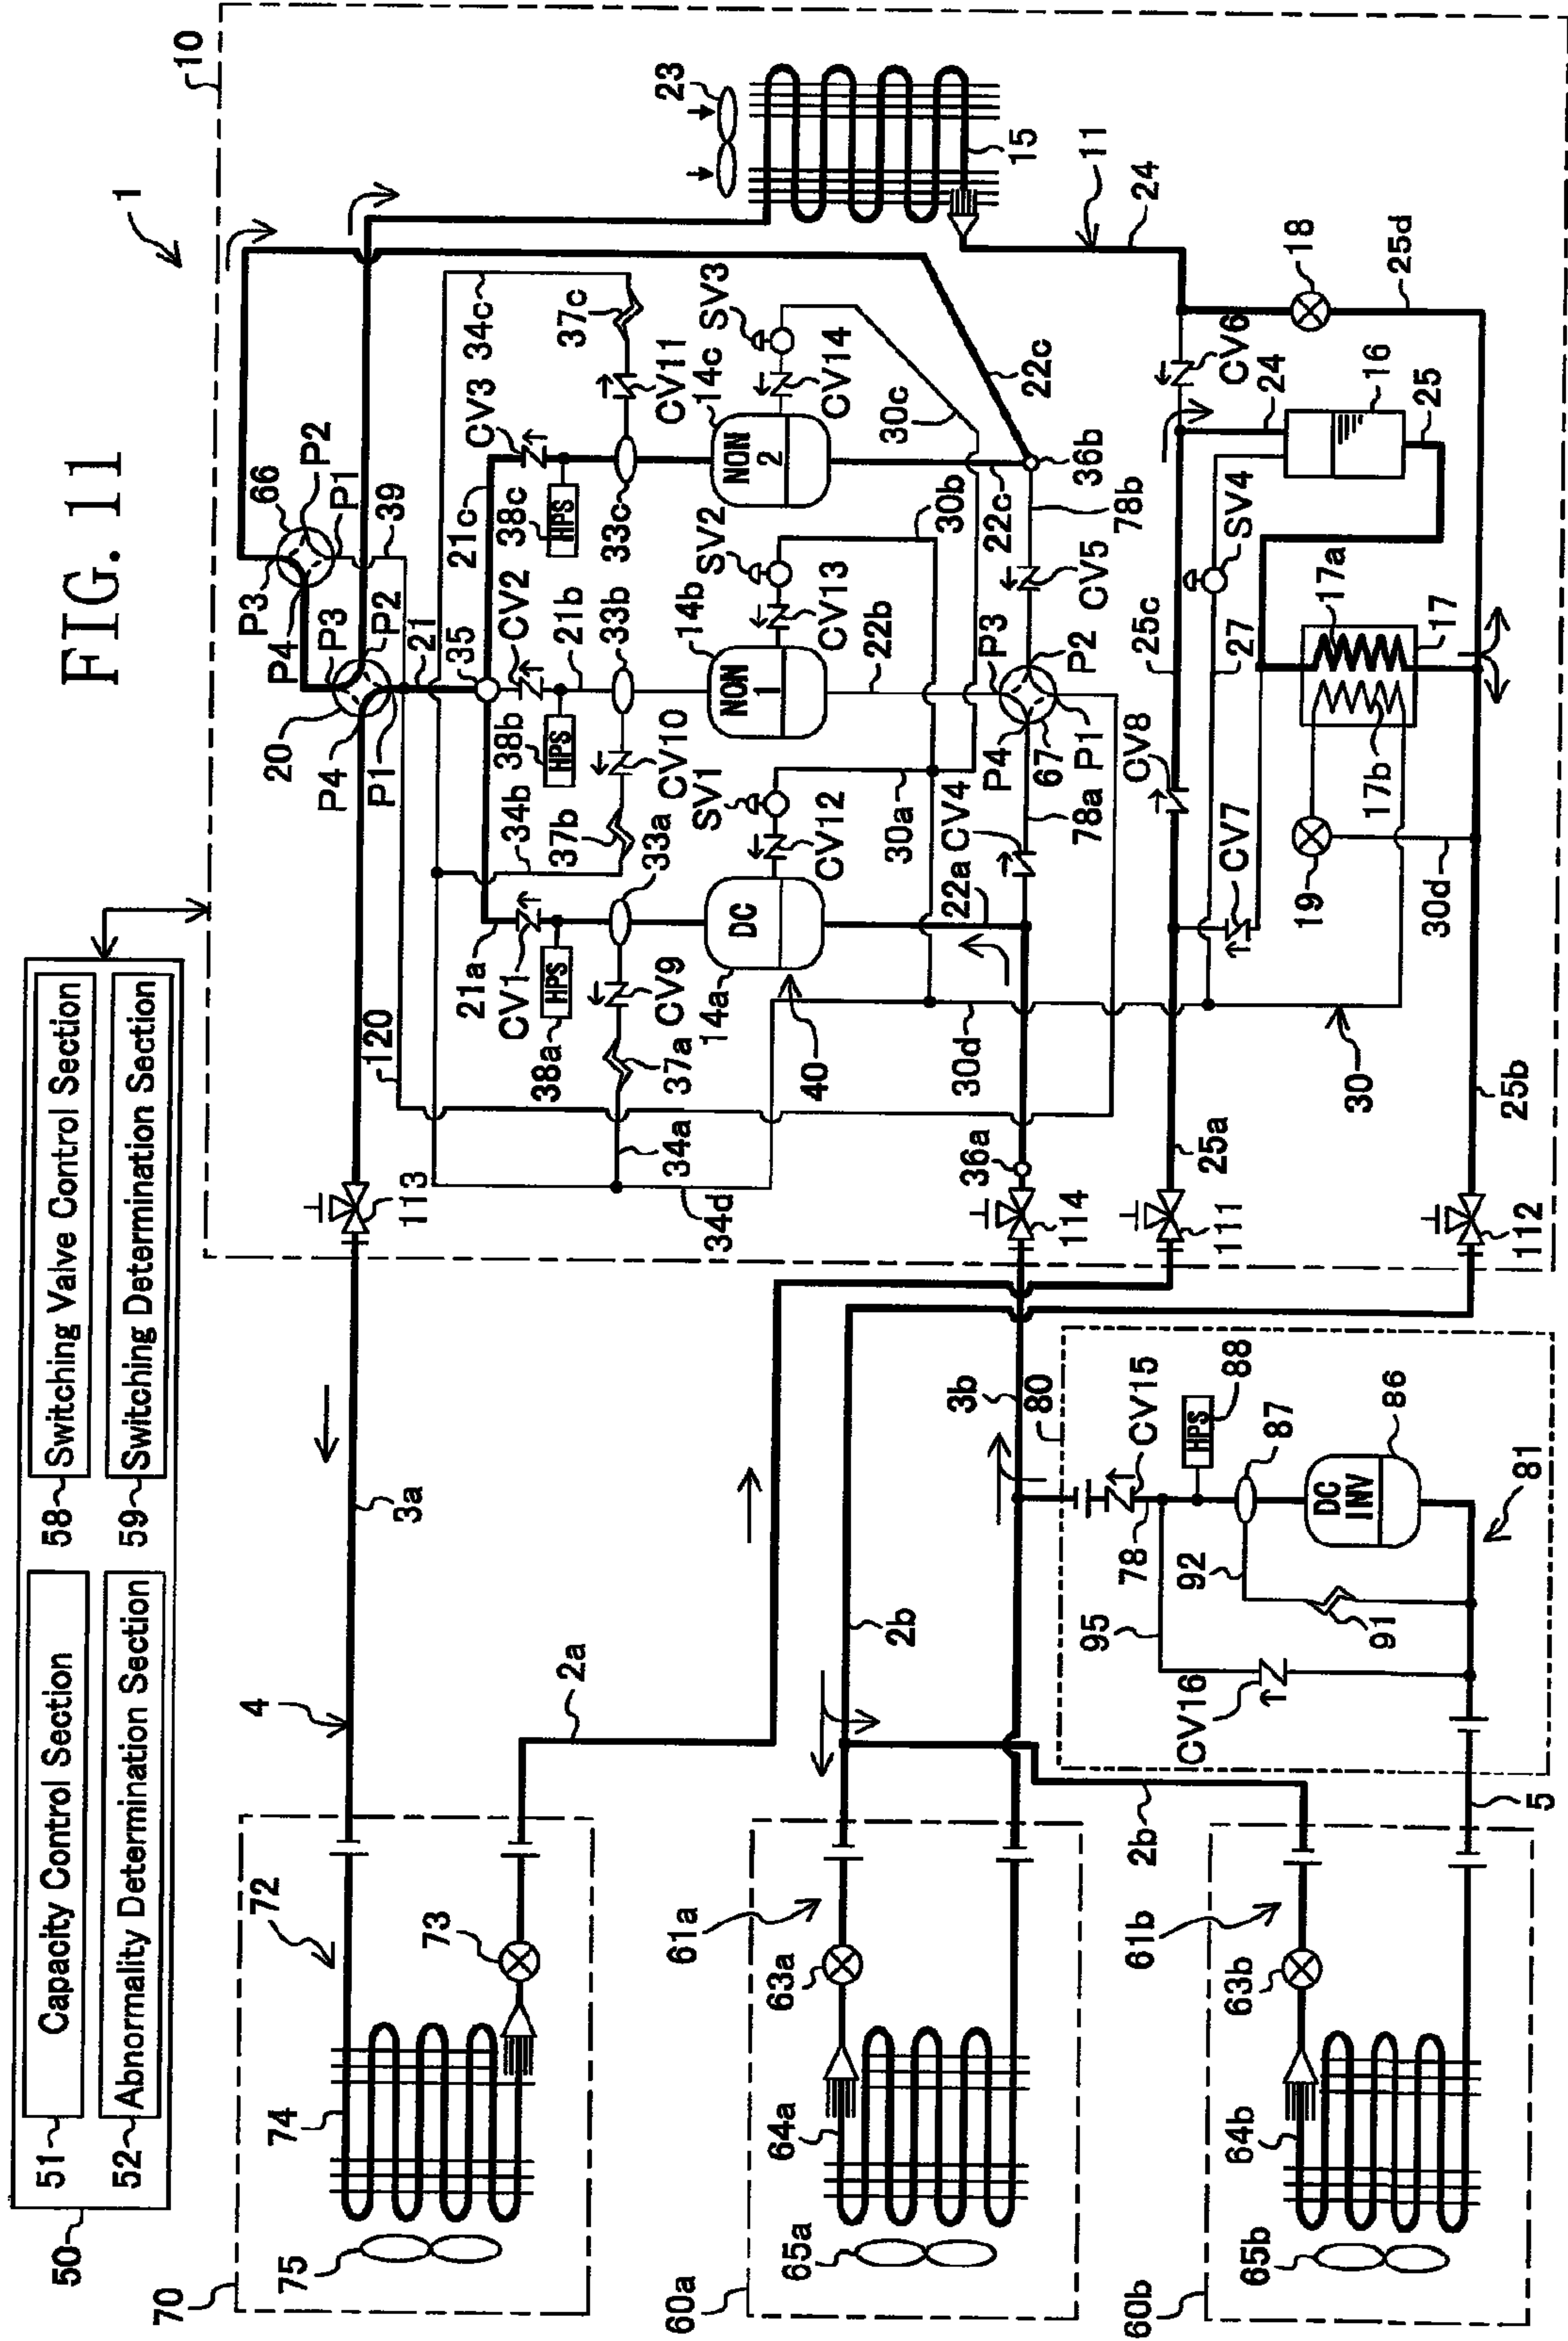 FIG. 11
1
10
50
51
Capacity Control Section
58
Switching Valve Control Section
52
Abnormality Determination Section
59
Switching Determination Section
70
72
4
3a
113
120
20
P4
P3
P2
P1
66
P3
P4
P2
P1
39
21
35
74
75
73
2a
34d
34a
37a
CV9
38a
HPS
CV1
21a
33a
34b
37b
CV10
38b
HPS
CV2
21b
33b
21c
CV3
38c
HPS
33c
34c
37c
CV11
23
15
11
24
14a
DC
40
CV12
SV1
30a
14b
NON
1
CV13
SV2
30b
14c
NON
2
CV14
SV3
30c
22a
22b
22c
22c
36b
78b
CV5
P3
P2
P4
P1
67
78a
CV4
30d
36a
114
60a
61a
63a
64a
65a
2b
3b
25a
111
CV8
25c
27
CV7
SV4
CV6
24
16
25
18
25d
17a
17
17b
19
30d
30
25b
112
80
CV15
HPS
88
78
87
92
95
91
DC
INV
86
81
CV16
5
2b
60b
61b
63b
64b
65b